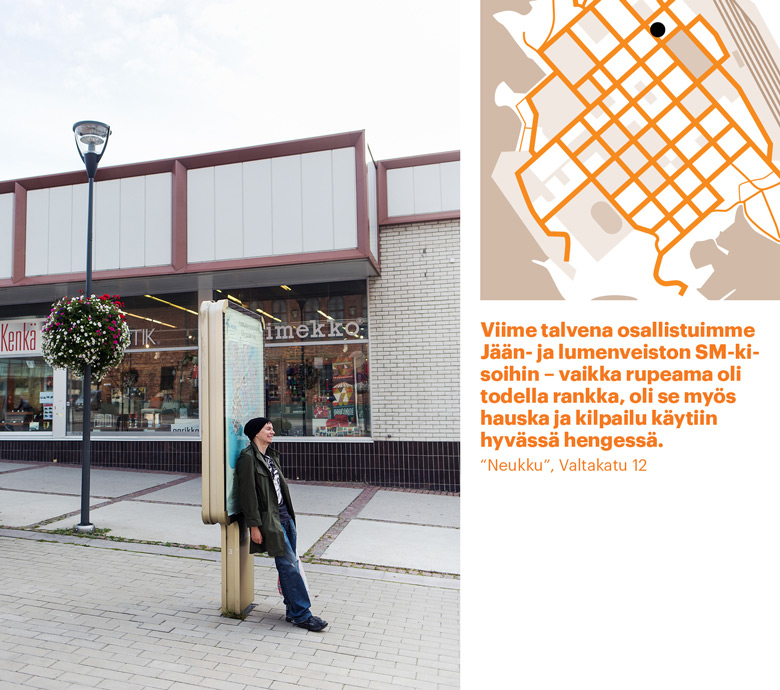 Kenkä
TIK
imekko
Viime talvena osallistuimme
Jään- ja lumenveiston SM-ki-
soihin – vaikka rupeama oli
todella rankka, oli se myös
hauska ja kilpailu käytiin
hyvässä hengessä.
“Neukku”, Valtakatu 12